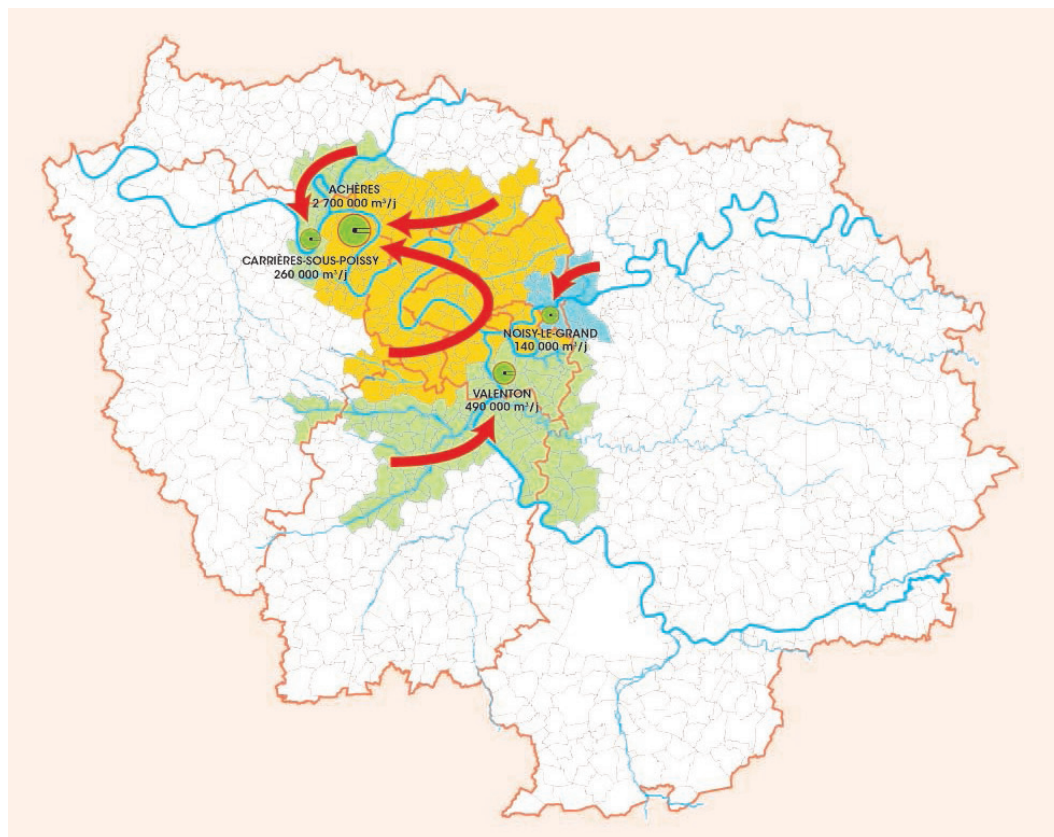 ACHÈRES
2 700 000 m³/j
CARRIÈRES-SOUS-POISSY
260 000 m³/j
NOISY-LE-GRAND
140 000 m³/j
VALENTON
490 000 m³/j